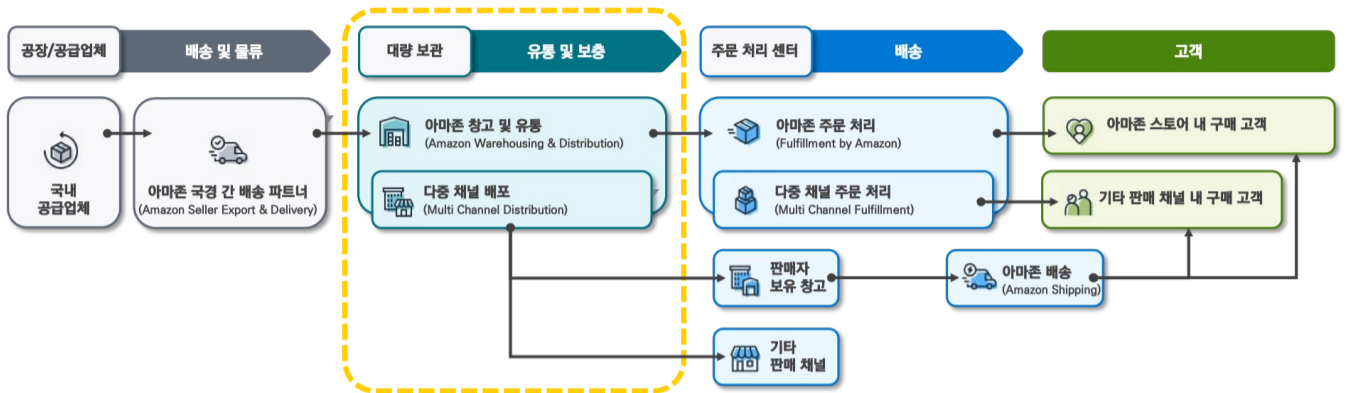 공장/공급업체
배송 및 물류
대량 보관
유통 및 보충
주문 처리 센터
배송
고객
국내
공급업체
아마존 국경 간 배송 파트너
(Amazon Seller Export & Delivery)
아마존 창고 및 유통
(Amazon Warehousing & Distribution)
다중 채널 배포
(Multi Channel Distribution)
아마존 주문 처리
(Fulfillment by Amazon)
다중 채널 주문 처리
(Multi Channel Fulfillment)
아마존 스토어 내 구매 고객
기타 판매 채널 내 구매 고객
판매자
보유 창고
아마존 배송
(Amazon Shipping)
기타
판매 채널